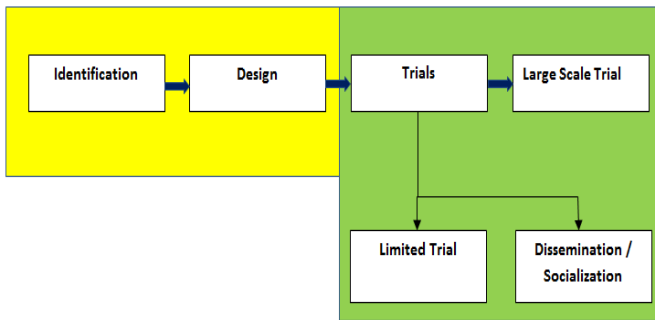 Identification
Design
Trials
Large Scale Trial
Limited Trial
Dissemination /
Socialization